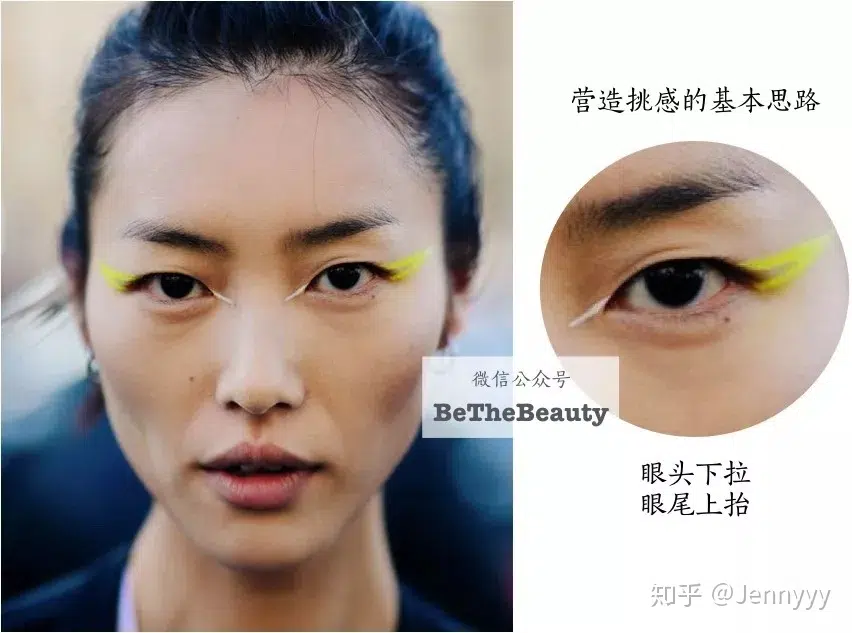 营造挑感的基本思路
微信公众号
BeTheBeauty
眼头下拉
眼尾上抬
知乎 @Jennyyy